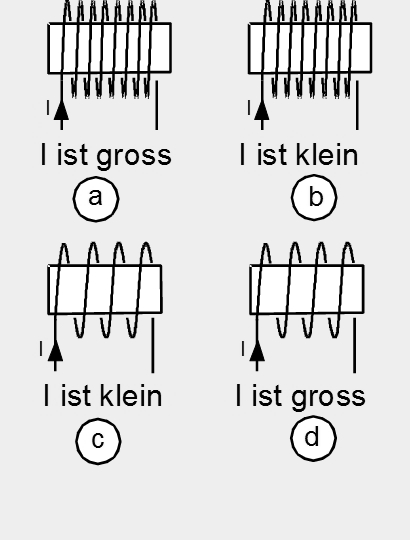 I I
I ist gross I ist klein
a b
I I
I ist klein I ist gross
c d